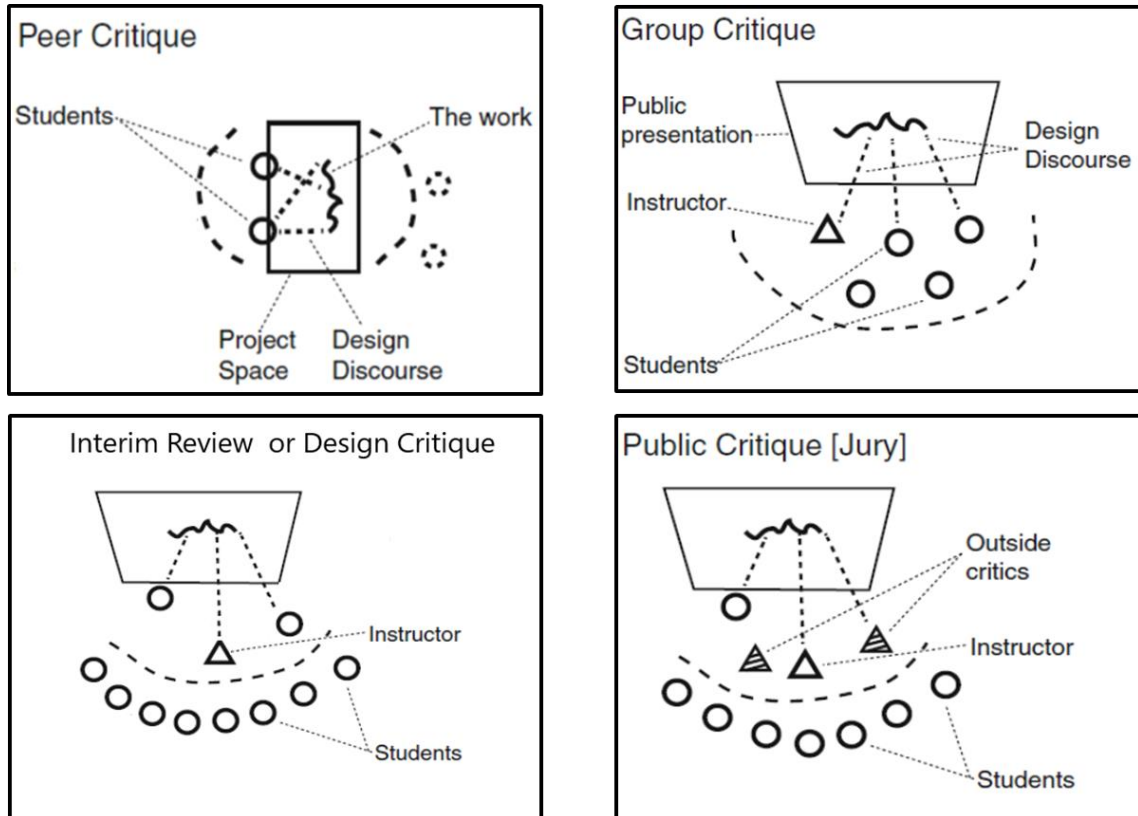 Peer Critique
Students
The work
Project
Space
Design
Discourse
Group Critique
Public
presentation
Design
Discourse
Instructor
Students
Interim Review or Design Critique
Instructor
Students
Public Critique [Jury]
Outside
critics
Instructor
Students